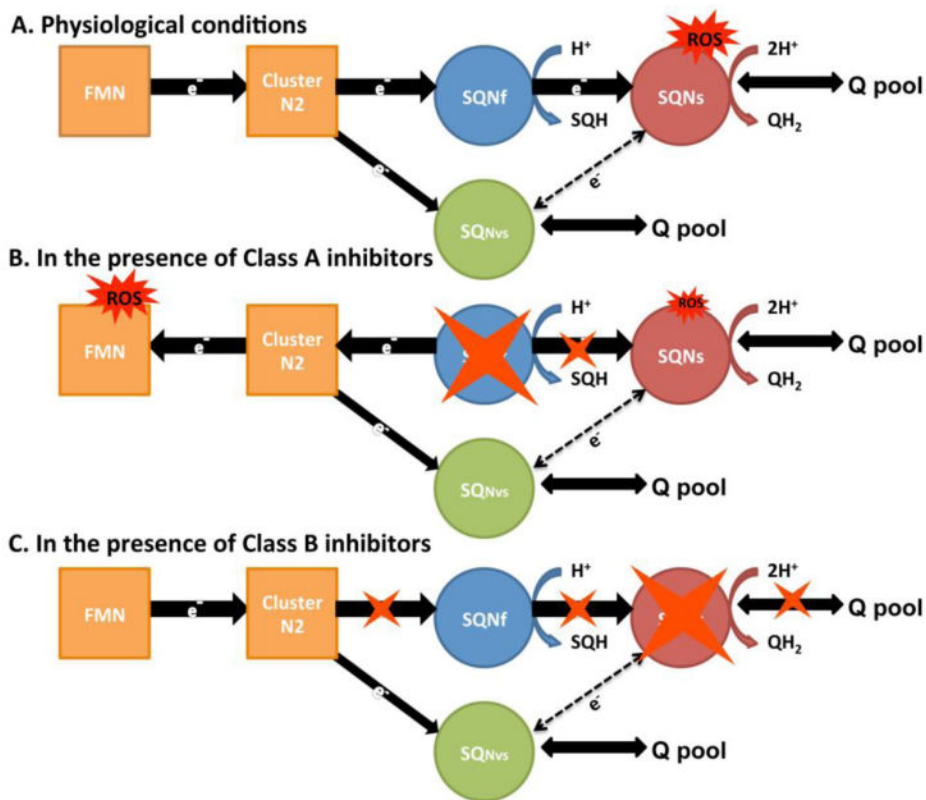 A. Physiological conditions
ROS
H⁺
2H⁺
FMN
e⁻
Cluster
N2
e⁻
SQNf
e⁻
SQNs
Q pool
SQH
QH₂
e⁻
e⁻
SQNvs
Q pool
B. In the presence of Class A inhibitors
ROS
ROS
H⁺
2H⁺
FMN
e⁻
Cluster
N2
e⁻
SQNs
Q pool
SQH
QH₂
e⁻
e⁻
SQNvs
Q pool
C. In the presence of Class B inhibitors
H⁺
2H⁺
FMN
e⁻
Cluster
N2
SQNf
Q pool
SQH
QH₂
e⁻
e⁻
SQNvs
Q pool